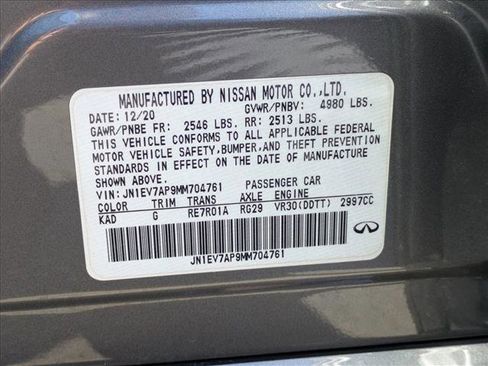 MANUFACTURED BY NISSAN MOTOR CO.,LTD.
DATE: 12/20 GVWR/PNBV: 4980 LBS.
GAWR/PNBE FR: 2546 LBS. RR: 2513 LBS.
THIS VEHICLE CONFORMS TO ALL APPLICABLE FEDERAL
MOTOR VEHICLE SAFETY,BUMPER,AND THEFT PREVENTION
STANDARDS IN EFFECT ON THE DATE OF MANUFACTURE
SHOWN ABOVE.
VIN: JN1EV7AP9MM704761 PASSENGER CAR
COLOR TRIM TRANS AXLE ENGINE
KAD G RE7R01A RG29 VR30(DDTT) 2997CC
JN1EV7AP9MM704761